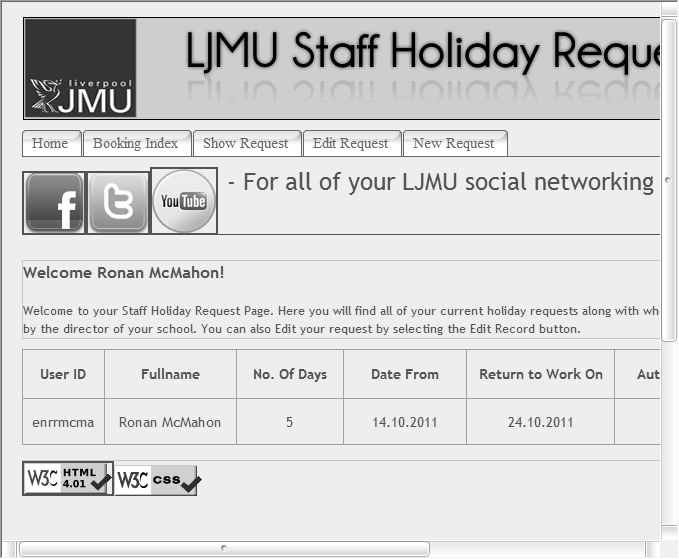 liverpool
JMU
LJMU Staff Holiday Reque
Home Booking Index Show Request Edit Request New Request
f t You Tube - For all of your LJMU social networking
Welcome Ronan McMahon!
Welcome to your Staff Holiday Request Page. Here you will find all of your current holiday requests along with whe
by the director of your school. You can also Edit your request by selecting the Edit Record button.
User ID Fullname No. Of Days Date From Return to Work On Aut
enrrmcma Ronan McMahon 5 14.10.2011 24.10.2011
W3C HTML 4.01 W3C css